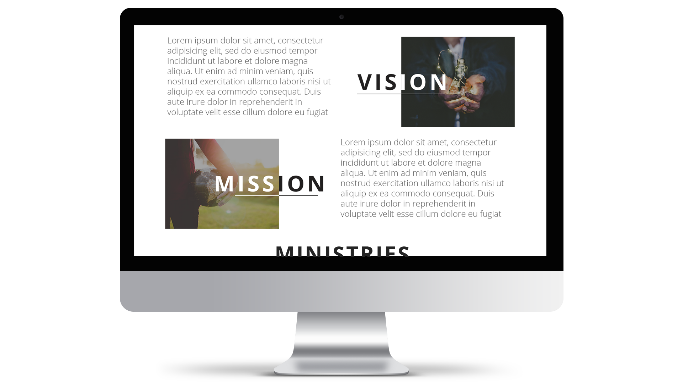 Lorem ipsum dolor sit amet, consectetur
adipisicing elit, sed do eiusmod tempor
incididunt ut labore et dolore magna
aliqua. Ut enim ad minim veniam, quis
nostrud exercitation ullamco laboris nisi ut
aliquip ex ea commodo consequat. Duis
aute irure dolor in reprehenderit in
voluptate velit esse cillum dolore eu fugiat
VISION
MISSION
Lorem ipsum dolor sit amet, consectetur
adipisicing elit, sed do eiusmod tempor
incididunt ut labore et dolore magna
aliqua. Ut enim ad minim veniam, quis
nostrud exercitation ullamco laboris nisi ut
aliquip ex ea commodo consequat. Duis
aute irure dolor in reprehenderit in
voluptate velit esse cillum dolore eu fugiat
MINISTRIES